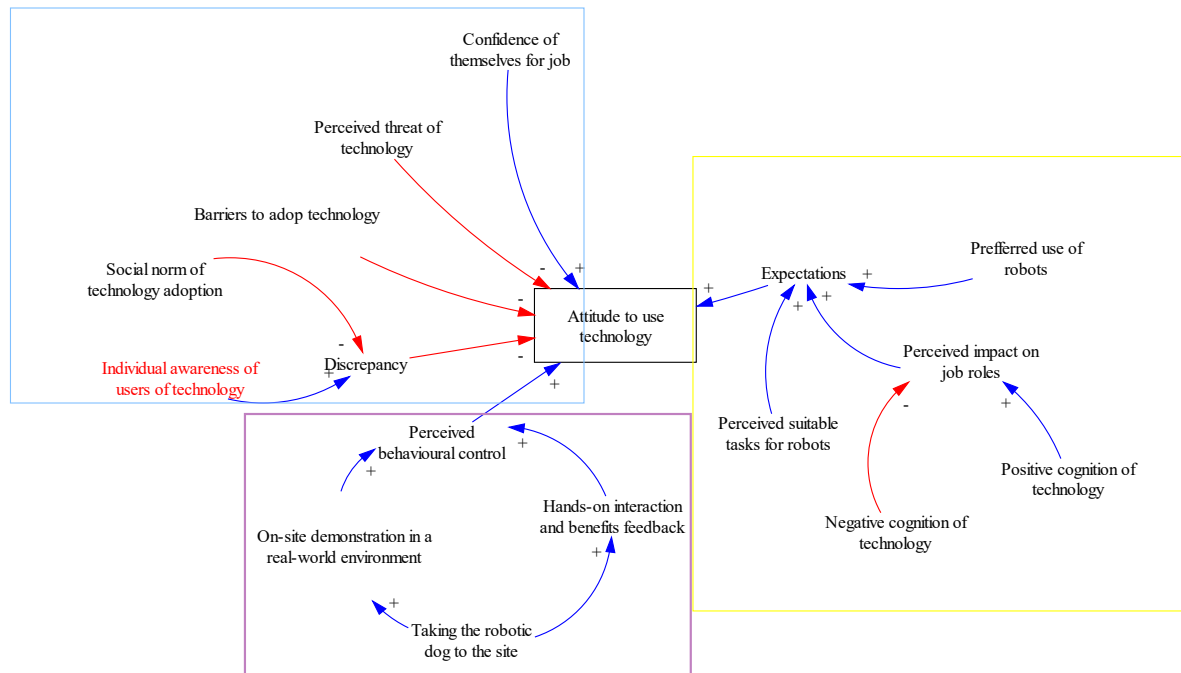 Confidence of
themselves for job
Perceived threat of
technology
Barriers to adop technology
Social norm of
technology adoption
Individual awareness of
users of technology
Discrepancy
Attitude to use
technology
Expectations
Prefferred use of
robots
Perceived impact on
job roles
Perceived suitable
tasks for robots
Positive cognition of
technology
Negative cognition of
technology
Perceived
behavioural control
Hands-on interaction
and benefits feedback
On-site demonstration in a
real-world environment
Taking the robotic
dog to the site
-
+
-
-
-
+
+
+
+
+
+
-
+
+
+
+
+